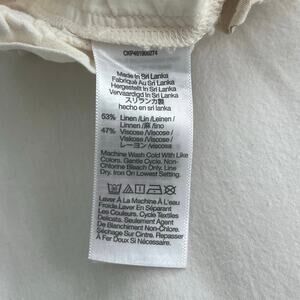 Made In Sri Lanka
Fabriqué Au Sri Lanka
Hergestellt In Sri Lanka
Vervaardigd In Sri Lanka
スリランカ製
hecho en sri lanka
53% Linen /Lin /Leinen /
Linnen /麻 /lino
47% Viscose /Viscose /
Viskose /Viscose /
レーヨン /viscosa
Machine Wash Cold With Like
Colors. Gentle Cycle. Non-
Chlorine Bleach Only. Line
Dry. Iron On Lowest Setting.
Laver À La Machine À L'eau
Froide.Laver En Séparant
Les Couleurs. Cycle Textiles
Délicats. Seulement Agent
De Blanchiment Non-Chlore.
Séchage Sur Cintre. Repasser
À Fer Doux Si Nécessaire.